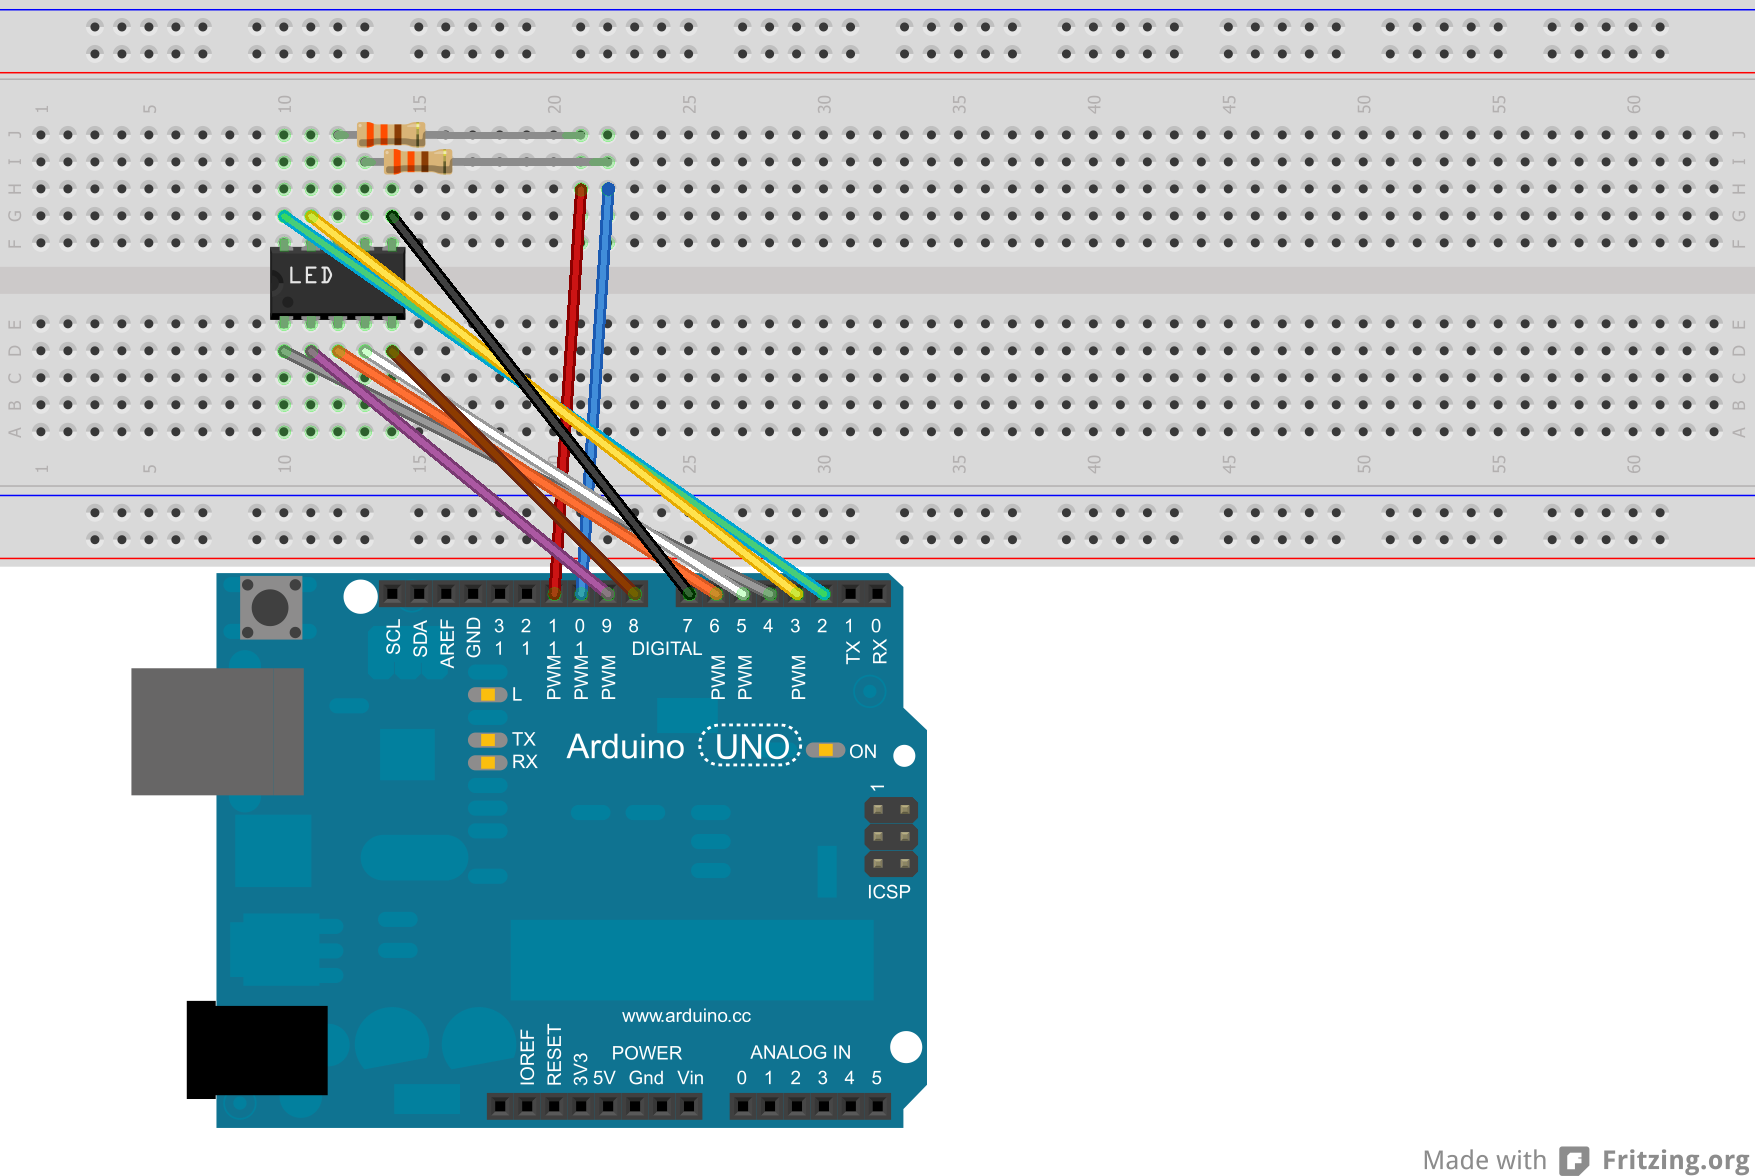 1 5 10 15 20 25 30 35 40 45 50 55 60
J J
I I
H H
G G
F F
LED
E E
D D
C C
B B
A A
1 5 10 15 20 25 30 35 40 45 50 55 60
SCL SDA AREF GND 13 12 11 10 9 8 7 6 5 4 3 2 1 0
PWM PWM PWM DIGITAL PWM PWM PWM TX RX
L
TX
RX
Arduino UNO ON
1
ICSP
www.arduino.cc
POWER ANALOG IN
IOREF RESET 3V3 5V Gnd Vin 0 1 2 3 4 5
Made with Fritzing.org